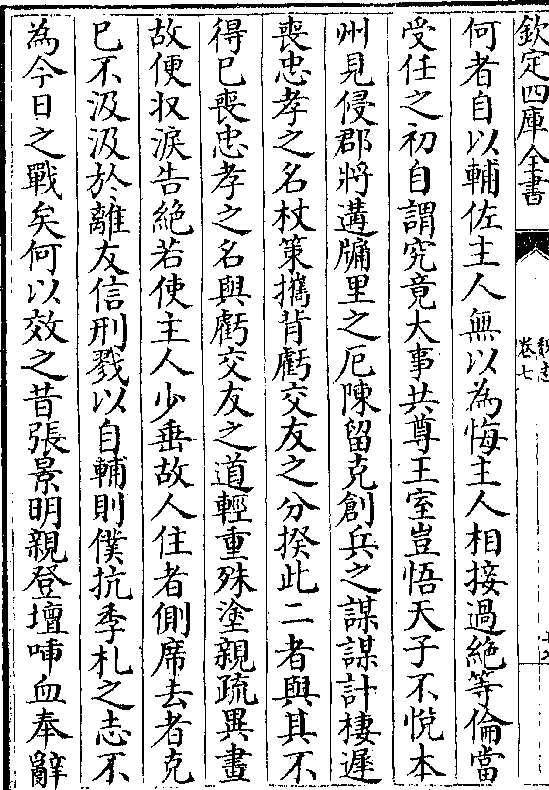 欽定四庫全書
魏志
卷七
何者自以輔佐主人無以為悔主人相接過絶等倫當
受任之初自謂究竟大事共尊王室豈悟天子不悦本
州見侵郡將遘牖里之厄陳留克創兵之謀謀計棲遲
喪忠孝之名杖策攜背虧交友之分揆此二者與其不
得已喪忠孝之名與虧交友之道輕重殊塗親疏異畫
故便収淚告絶若使主人少垂故人住者側席去者克
已不汲汲於離友信刑戮以自輔則僕抗季札之志不
為今日之戰矣何以效之昔張景明親登壇唾血奉辭